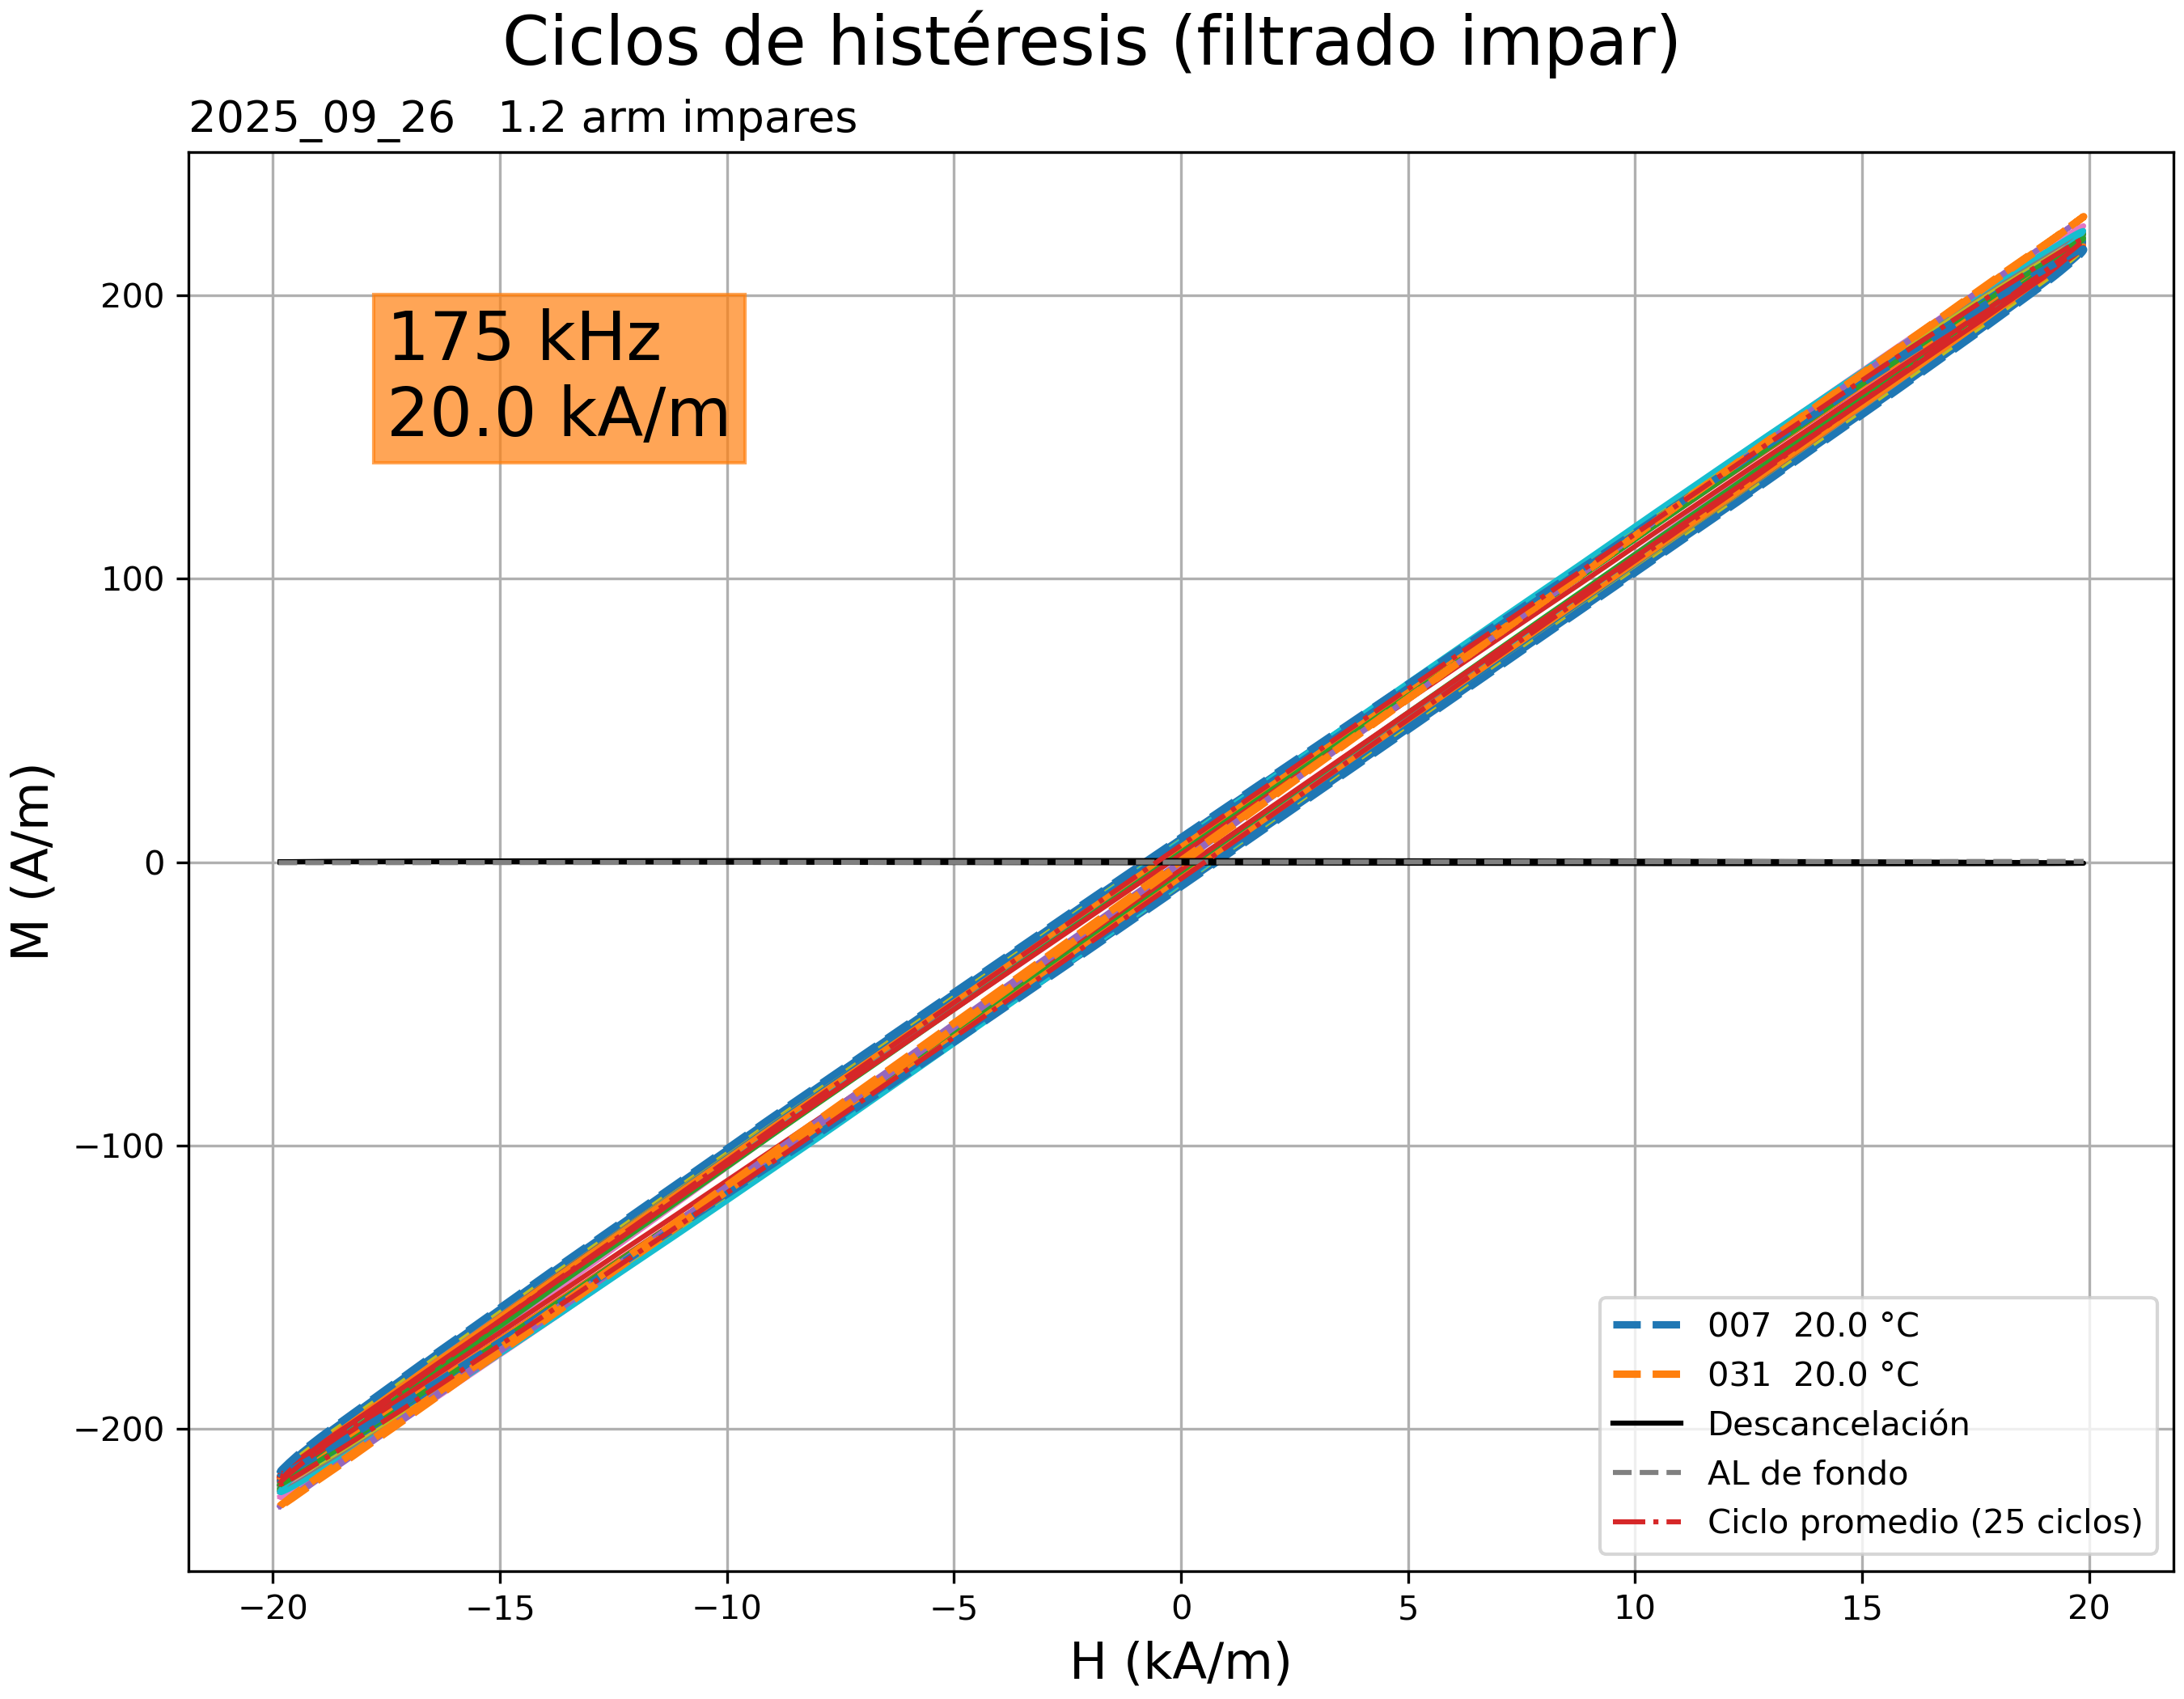 Ciclos de histéresis (filtrado impar)
2025_09_26   1.2 arm impares
175 kHz
20.0 kA/m
M (A/m)
200
100
0
−100
−200
007  20.0 °C
031  20.0 °C
Descancelación
AL de fondo
Ciclo promedio (25 ciclos)
−20 −15 −10 −5 0 5 10 15 20
H (kA/m)